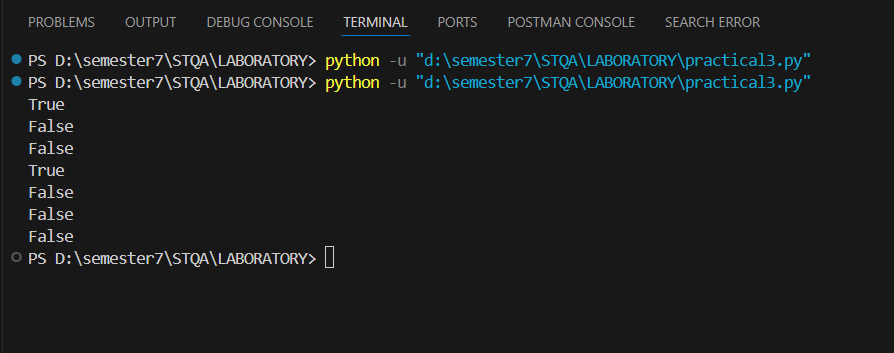 PROBLEMS OUTPUT DEBUG CONSOLE TERMINAL PORTS POSTMAN CONSOLE SEARCH ERROR
PS D:\semester7\STQA\LABORATORY> python -u "d:\semester7\STQA\LABORATORY\practical3.py"
PS D:\semester7\STQA\LABORATORY> python -u "d:\semester7\STQA\LABORATORY\practical3.py"
True
False
False
True
False
False
False
PS D:\semester7\STQA\LABORATORY>